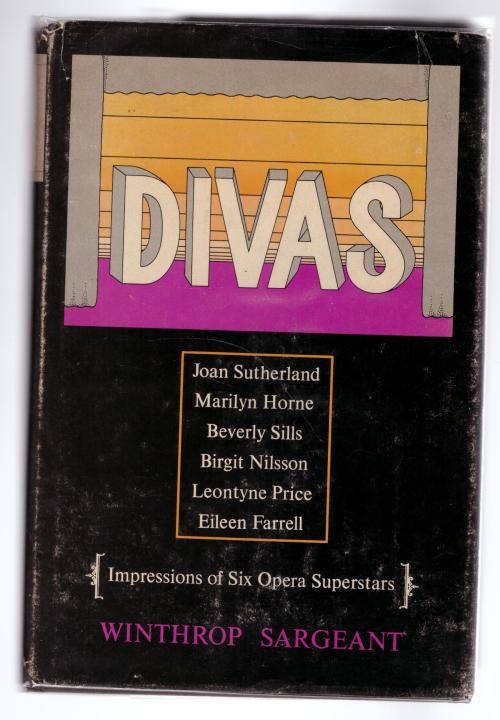 DIVAS
Joan Sutherland
Marilyn Horne
Beverly Sills
Birgit Nilsson
Leontyne Price
Eileen Farrell
Impressions of Six Opera Superstars
WINTHROP SARGEANT